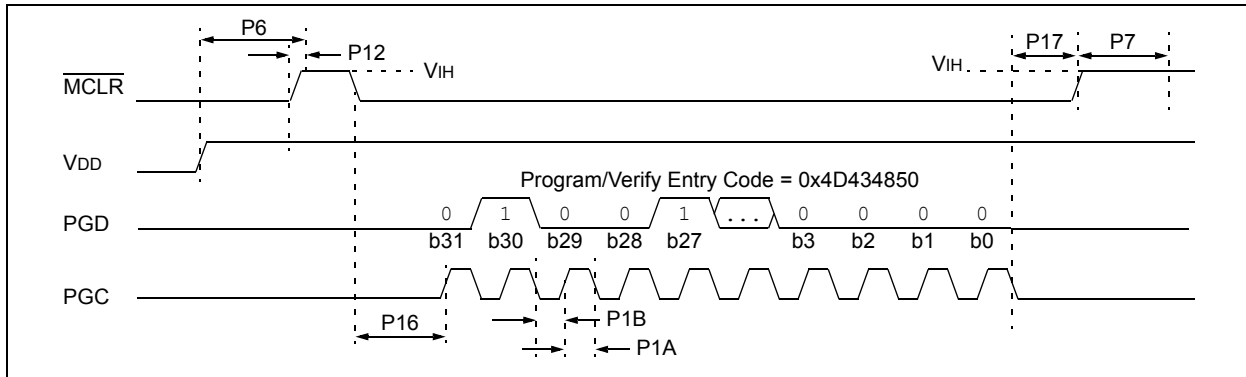 P6
P12
P17
P7
VIH
VIH
MCLR
VDD
Program/Verify Entry Code = 0x4D434850
PGD
0 1 0 0 1 ... 0 0 0 0
b31 b30 b29 b28 b27 b3 b2 b1 b0
PGC
P16
P1B
P1A